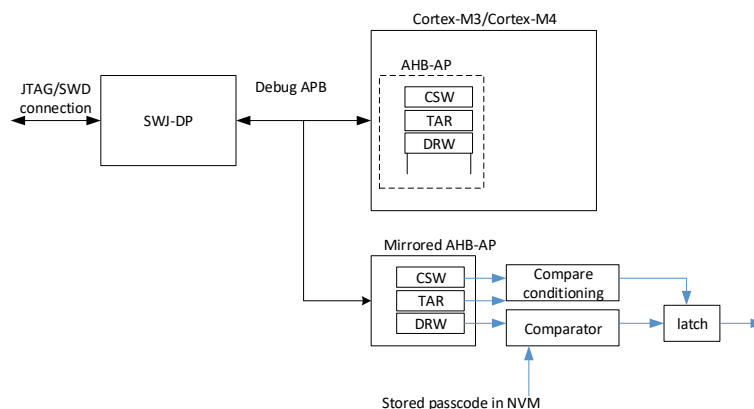 Cortex-M3/Cortex-M4
AHB-AP
JTAG/SWD
connection
Debug APB
SWJ-DP
CSW
TAR
DRW
Mirrored AHB-AP
CSW
TAR
DRW
Compare
conditioning
Comparator
latch
Stored passcode in NVM